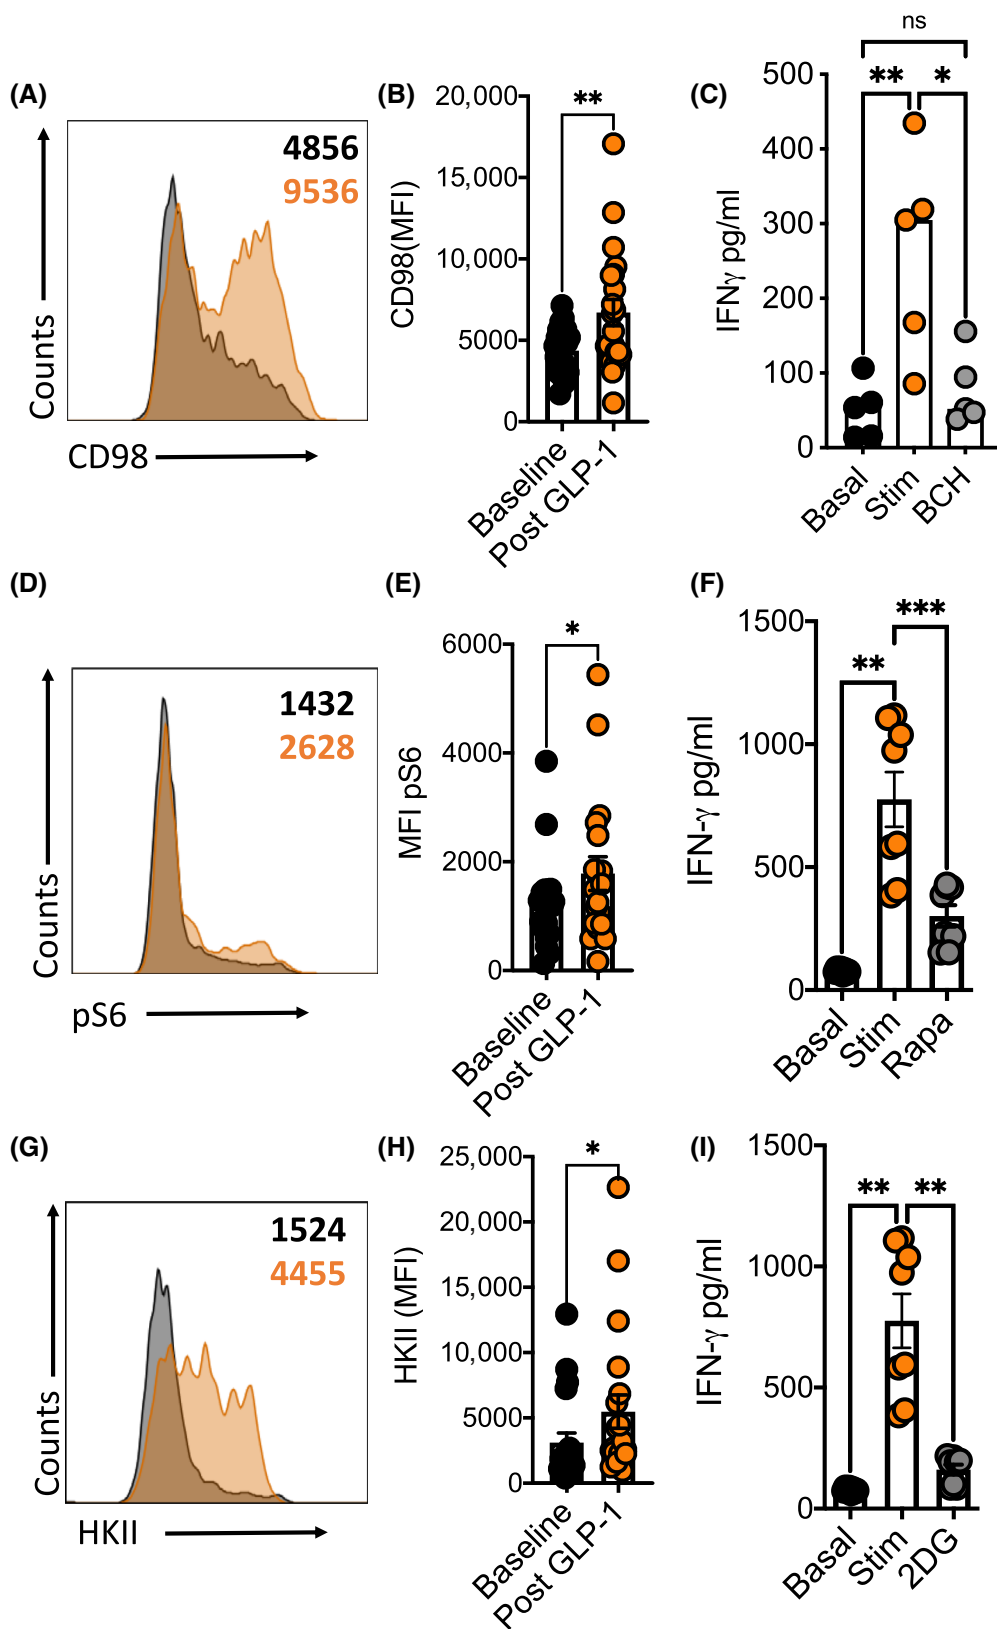 (A)
4856
9536
Counts
CD98
(B)
CD98(MFI)
20,000
15,000
10,000
5000
0
**
Baseline
Post GLP-1
(C)
IFNγ pg/ml
500
400
300
200
100
0
ns
**
*
Basal
Stim
BCH
(D)
1432
2628
Counts
pS6
(E)
MFI pS6
6000
4000
2000
0
*
Baseline
Post GLP-1
(F)
IFN-γ pg/ml
1500
1000
500
0
**
***
Basal
Stim
Rapa
(G)
1524
4455
Counts
HKII
(H)
HKII (MFI)
25,000
20,000
15,000
10,000
5000
0
*
Baseline
Post GLP-1
(I)
IFN-γ pg/ml
1500
1000
500
0
**
**
Basal
Stim
2DG